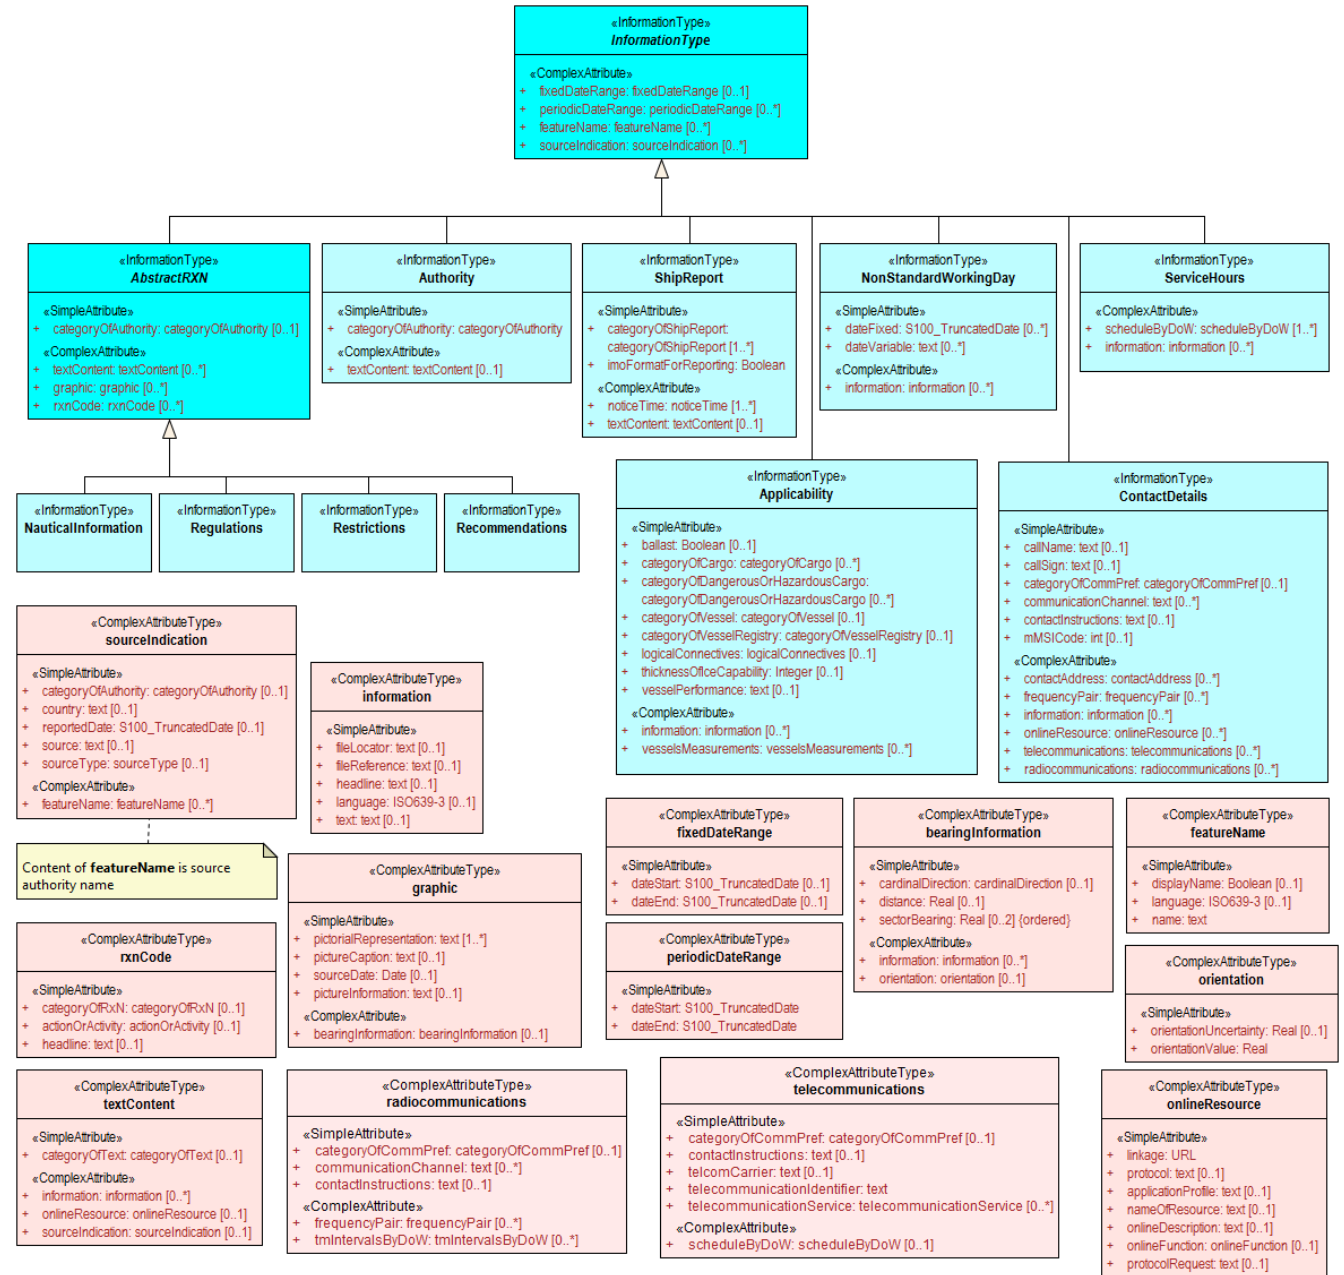 «InformationType»
InformationType
«ComplexAttribute»
+ fixedDateRange: fixedDateRange [0..1]
+ periodicDateRange: periodicDateRange [0..*]
+ featureName: featureName [0..*]
+ sourceIndication: sourceIndication [0..*]
«InformationType»
AbstractRXN
«SimpleAttribute»
+ categoryOfAuthority: categoryOfAuthority [0..1]
«ComplexAttribute»
+ textContent: textContent [0..*]
+ graphic: graphic [0..*]
+ rxnCode: rxnCode [0..*]
«InformationType»
Authority
«SimpleAttribute»
+ categoryOfAuthority: categoryOfAuthority
«ComplexAttribute»
+ textContent: textContent [0..1]
«InformationType»
ShipReport
«SimpleAttribute»
+ categoryOfShipReport:
categoryOfShipReport [1..*]
+ imoFormatForReporting: Boolean
«ComplexAttribute»
+ noticeTime: noticeTime [1..*]
+ textContent: textContent [0..1]
«InformationType»
NonStandardWorkingDay
«SimpleAttribute»
+ dateFixed: S100_TruncatedDate [0..*]
+ dateVariable: text [0..*]
«ComplexAttribute»
+ information: information [0..*]
«InformationType»
ServiceHours
«ComplexAttribute»
+ scheduleByDoW: scheduleByDoW [1..*]
+ information: information [0..*]
«InformationType»
NauticalInformation
«InformationType»
Regulations
«InformationType»
Restrictions
«InformationType»
Recommendations
«InformationType»
Applicability
«SimpleAttribute»
+ ballast: Boolean [0..1]
+ categoryOfCargo: categoryOfCargo [0..*]
+ categoryOfDangerousOrHazardousCargo:
categoryOfDangerousOrHazardousCargo [0..*]
+ categoryOfVessel: categoryOfVessel [0..1]
+ categoryOfVesselRegistry: categoryOfVesselRegistry [0..1]
+ logicalConnectives: logicalConnectives [0..1]
+ thicknessOfIceCapability: Integer [0..1]
+ vesselPerformance: text [0..1]
«ComplexAttribute»
+ information: information [0..*]
+ vesselsMeasurements: vesselsMeasurements [0..*]
«InformationType»
ContactDetails
«SimpleAttribute»
+ callName: text [0..1]
+ callSign: text [0..1]
+ categoryOfCommPref: categoryOfCommPref [0..1]
+ communicationChannel: text [0..*]
+ contactInstructions: text [0..1]
+ mMSICode: int [0..1]
«ComplexAttribute»
+ contactAddress: contactAddress [0..*]
+ frequencyPair: frequencyPair [0..*]
+ information: information [0..*]
+ onlineResource: onlineResource [0..*]
+ telecommunications: telecommunications [0..*]
+ radiocommunications: radiocommunications [0..*]
«ComplexAttributeType»
sourceIndication
«SimpleAttribute»
+ categoryOfAuthority: categoryOfAuthority [0..1]
+ country: text [0..1]
+ reportedDate: S100_TruncatedDate [0..1]
+ source: text [0..1]
+ sourceType: sourceType [0..1]
«ComplexAttribute»
+ featureName: featureName [0..*]
«ComplexAttributeType»
information
«SimpleAttribute»
+ fileLocator: text [0..1]
+ fileReference: text [0..1]
+ headline: text [0..1]
+ language: ISO639-3 [0..1]
+ text: text [0..1]
Content of featureName is source
authority name
«ComplexAttributeType»
graphic
«SimpleAttribute»
+ pictorialRepresentation: text [1..*]
+ pictureCaption: text [0..1]
+ sourceDate: Date [0..1]
+ pictureInformation: text [0..1]
«ComplexAttribute»
+ bearingInformation: bearingInformation [0..1]
«ComplexAttributeType»
fixedDateRange
«SimpleAttribute»
+ dateStart: S100_TruncatedDate [0..1]
+ dateEnd: S100_TruncatedDate [0..1]
«ComplexAttributeType»
bearingInformation
«SimpleAttribute»
+ cardinalDirection: cardinalDirection [0..1]
+ distance: Real [0..1]
+ sectorBearing: Real [0..2] {ordered}
«ComplexAttribute»
+ information: information [0..*]
+ orientation: orientation [0..1]
«ComplexAttributeType»
featureName
«SimpleAttribute»
+ displayName: Boolean [0..1]
+ language: ISO639-3 [0..1]
+ name: text
«ComplexAttributeType»
rxnCode
«SimpleAttribute»
+ categoryOfRxN: categoryOfRxN [0..1]
+ actionOrActivity: actionOrActivity [0..1]
+ headline: text [0..1]
«ComplexAttributeType»
periodicDateRange
«SimpleAttribute»
+ dateStart: S100_TruncatedDate
+ dateEnd: S100_TruncatedDate
«ComplexAttributeType»
orientation
«SimpleAttribute»
+ orientationUncertainty: Real [0..1]
+ orientationValue: Real
«ComplexAttributeType»
textContent
«SimpleAttribute»
+ categoryOfText: categoryOfText [0..1]
«ComplexAttribute»
+ information: information [0..*]
+ onlineResource: onlineResource [0..1]
+ sourceIndication: sourceIndication [0..1]
«ComplexAttributeType»
radiocommunications
«SimpleAttribute»
+ categoryOfCommPref: categoryOfCommPref [0..1]
+ communicationChannel: text [0..*]
+ contactInstructions: text [0..1]
«ComplexAttribute»
+ frequencyPair: frequencyPair [0..*]
+ tmIntervalsByDoW: tmIntervalsByDoW [0..*]
«ComplexAttributeType»
telecommunications
«SimpleAttribute»
+ categoryOfCommPref: categoryOfCommPref [0..1]
+ contactInstructions: text [0..1]
+ telcomCarrier: text [0..1]
+ telecommunicationIdentifier: text
+ telecommunicationService: telecommunicationService [0..*]
«ComplexAttribute»
+ scheduleByDoW: scheduleByDoW [0..1]
«ComplexAttributeType»
onlineResource
«SimpleAttribute»
+ linkage: URL
+ protocol: text [0..1]
+ applicationProfile: text [0..1]
+ nameOfResource: text [0..1]
+ onlineDescription: text [0..1]
+ onlineFunction: onlineFunction [0..1]
+ protocolRequest: text [0..1]